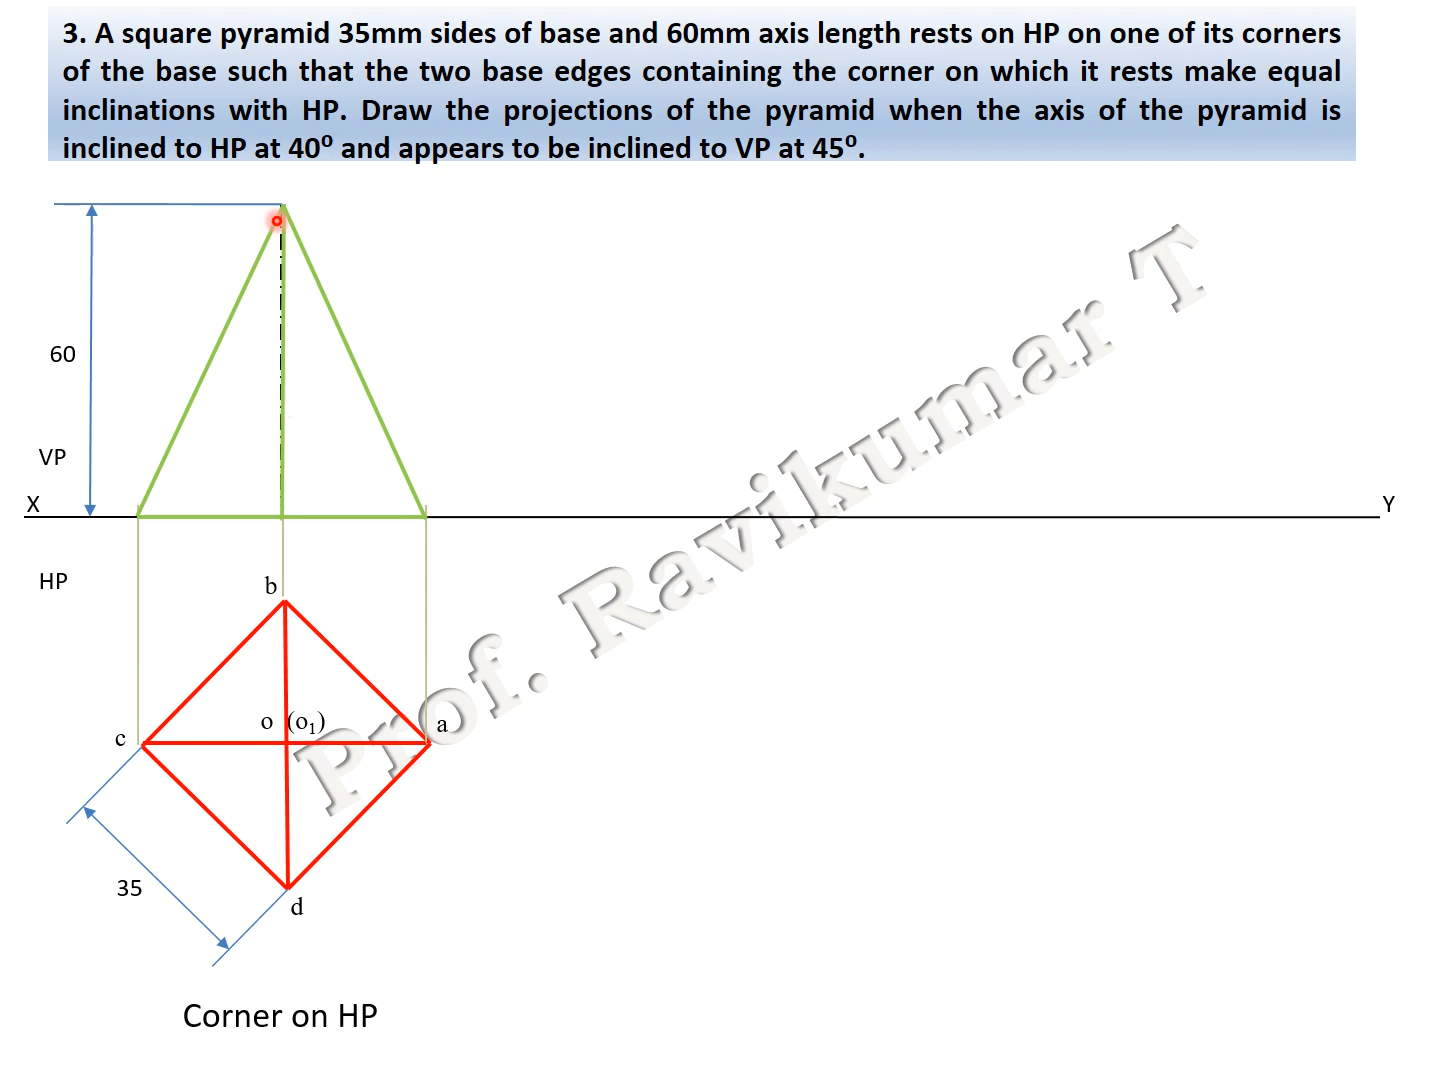 3. A square pyramid 35mm sides of base and 60mm axis length rests on HP on one of its corners
of the base such that the two base edges containing the corner on which it rests make equal
inclinations with HP. Draw the projections of the pyramid when the axis of the pyramid is
inclined to HP at 40⁰ and appears to be inclined to VP at 45⁰.
60
VP
X
Y
HP
b
o (o₁)
a
c
35
d
Corner on HP
Prof. Ravikumar T